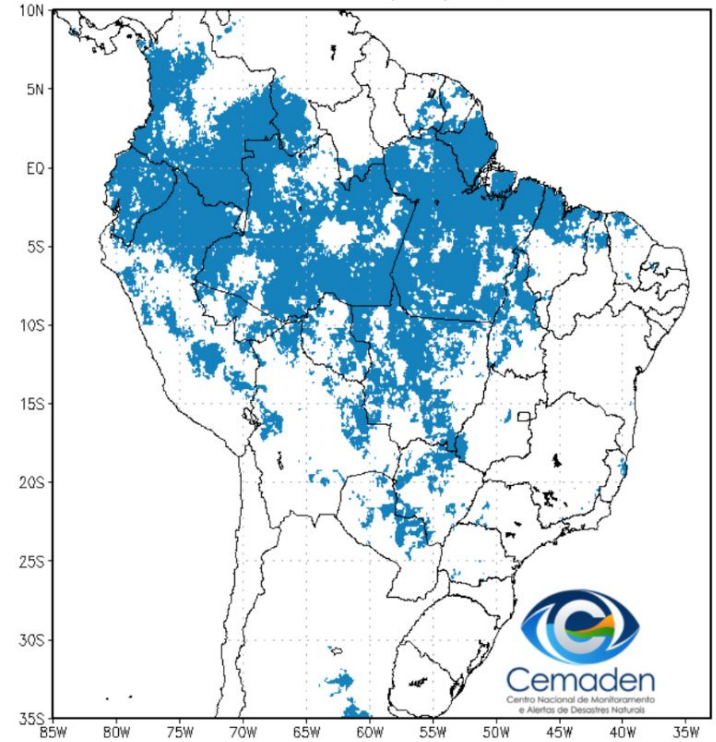 10N
5N
EQ
5S
10S
15S
20S
25S
30S
35S
85W 80W 75W 70W 65W 60W 55W 50W 45W 40W 35W
Cemaden
Centro Nacional de Monitoramento
e Alertas de Desastres Naturais